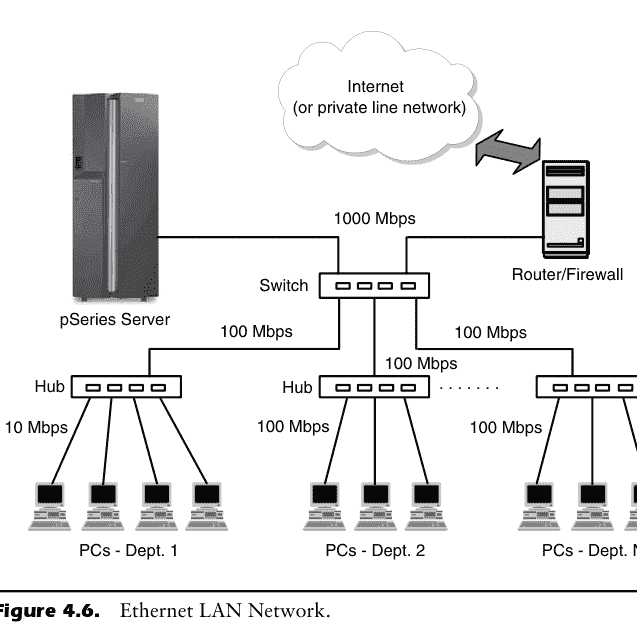 Internet
(or private line network)
1000 Mbps
Router/Firewall
Switch
pSeries Server
100 Mbps
100 Mbps
100 Mbps
Hub
Hub
10 Mbps
100 Mbps
100 Mbps
PCs - Dept. 1
PCs - Dept. 2
PCs - Dept.
Figure 4.6. Ethernet LAN Network.